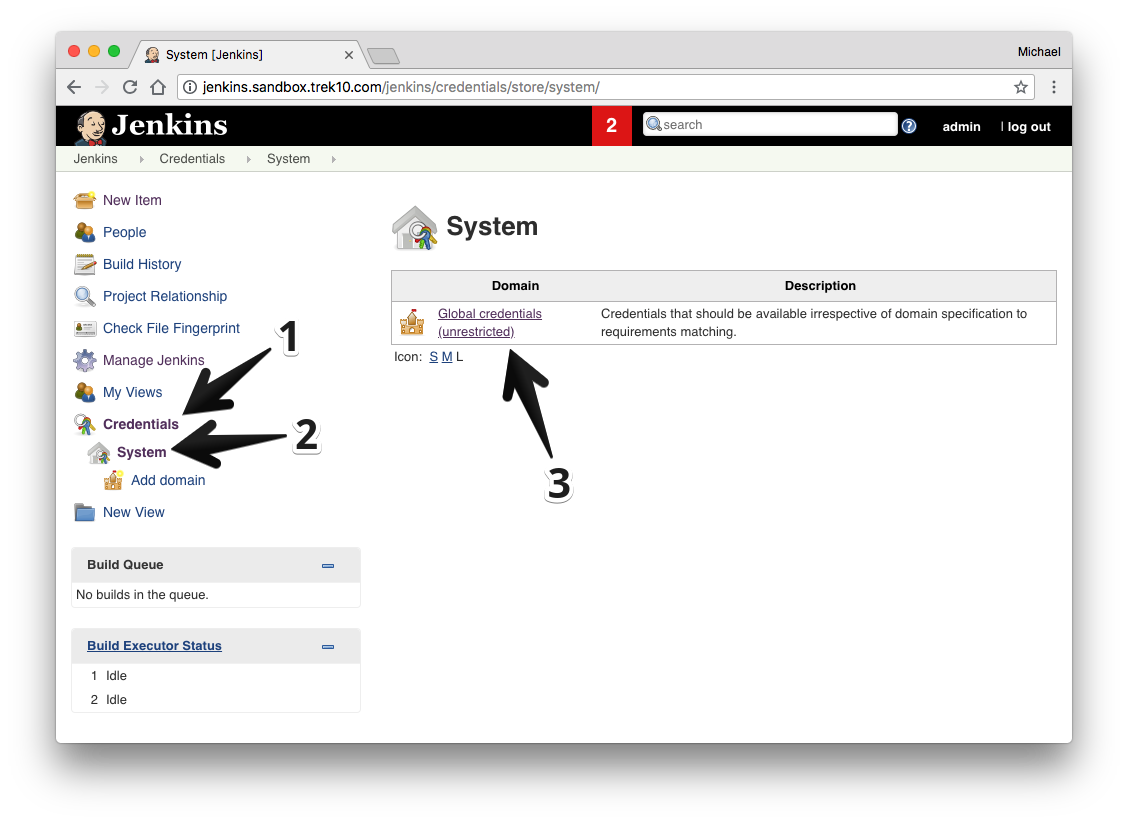 System [Jenkins]
Michael
jenkins.sandbox.trek10.com/jenkins/credentials/store/system/
Jenkins
2
search
admin
| log out
Jenkins
Credentials
System
New Item
People
Build History
Project Relationship
Check File Fingerprint
Manage Jenkins
My Views
Credentials
System
Add domain
New View
1
2
Build Queue
No builds in the queue.
Build Executor Status
1 Idle
2 Idle
System
Domain Description
Global credentials
(unrestricted)
Credentials that should be available irrespective of domain specification to
requirements matching.
Icon: S M L
3